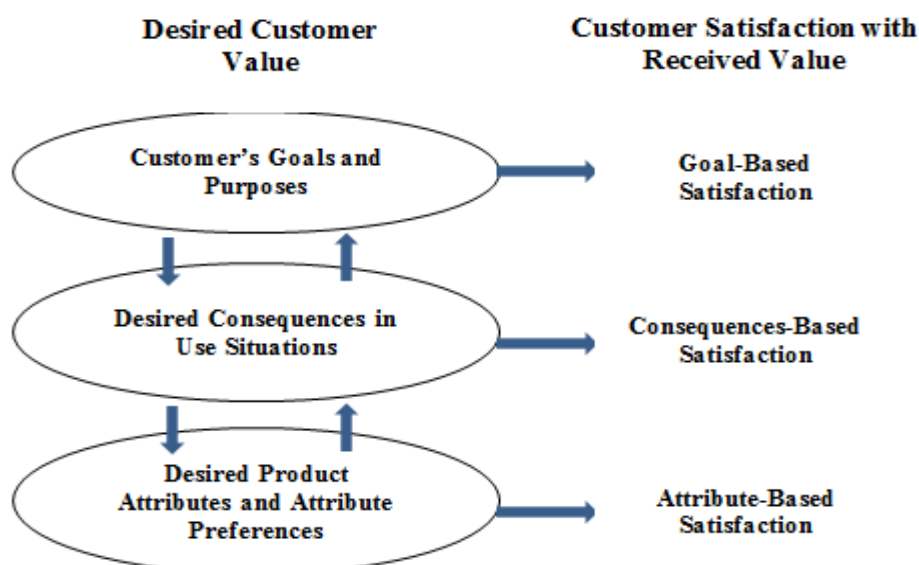 Desired Customer
Value
Customer Satisfaction with
Received Value
Customer's Goals and
Purposes
Goal-Based
Satisfaction
Desired Consequences in
Use Situations
Consequences-Based
Satisfaction
Desired Product
Attributes and Attribute
Preferences
Attribute-Based
Satisfaction